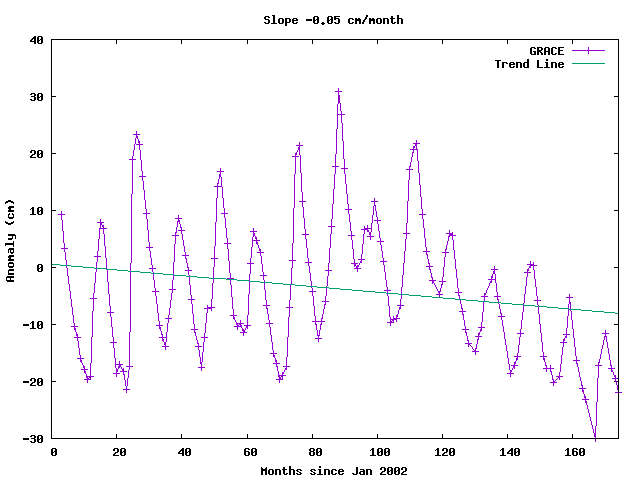 Slope -0.05 cm/month
40
30
20
10
0
-10
-20
-30
0 20 40 60 80 100 120 140 160
GRACE
Trend Line
Anomaly (cm)
Months since Jan 2002